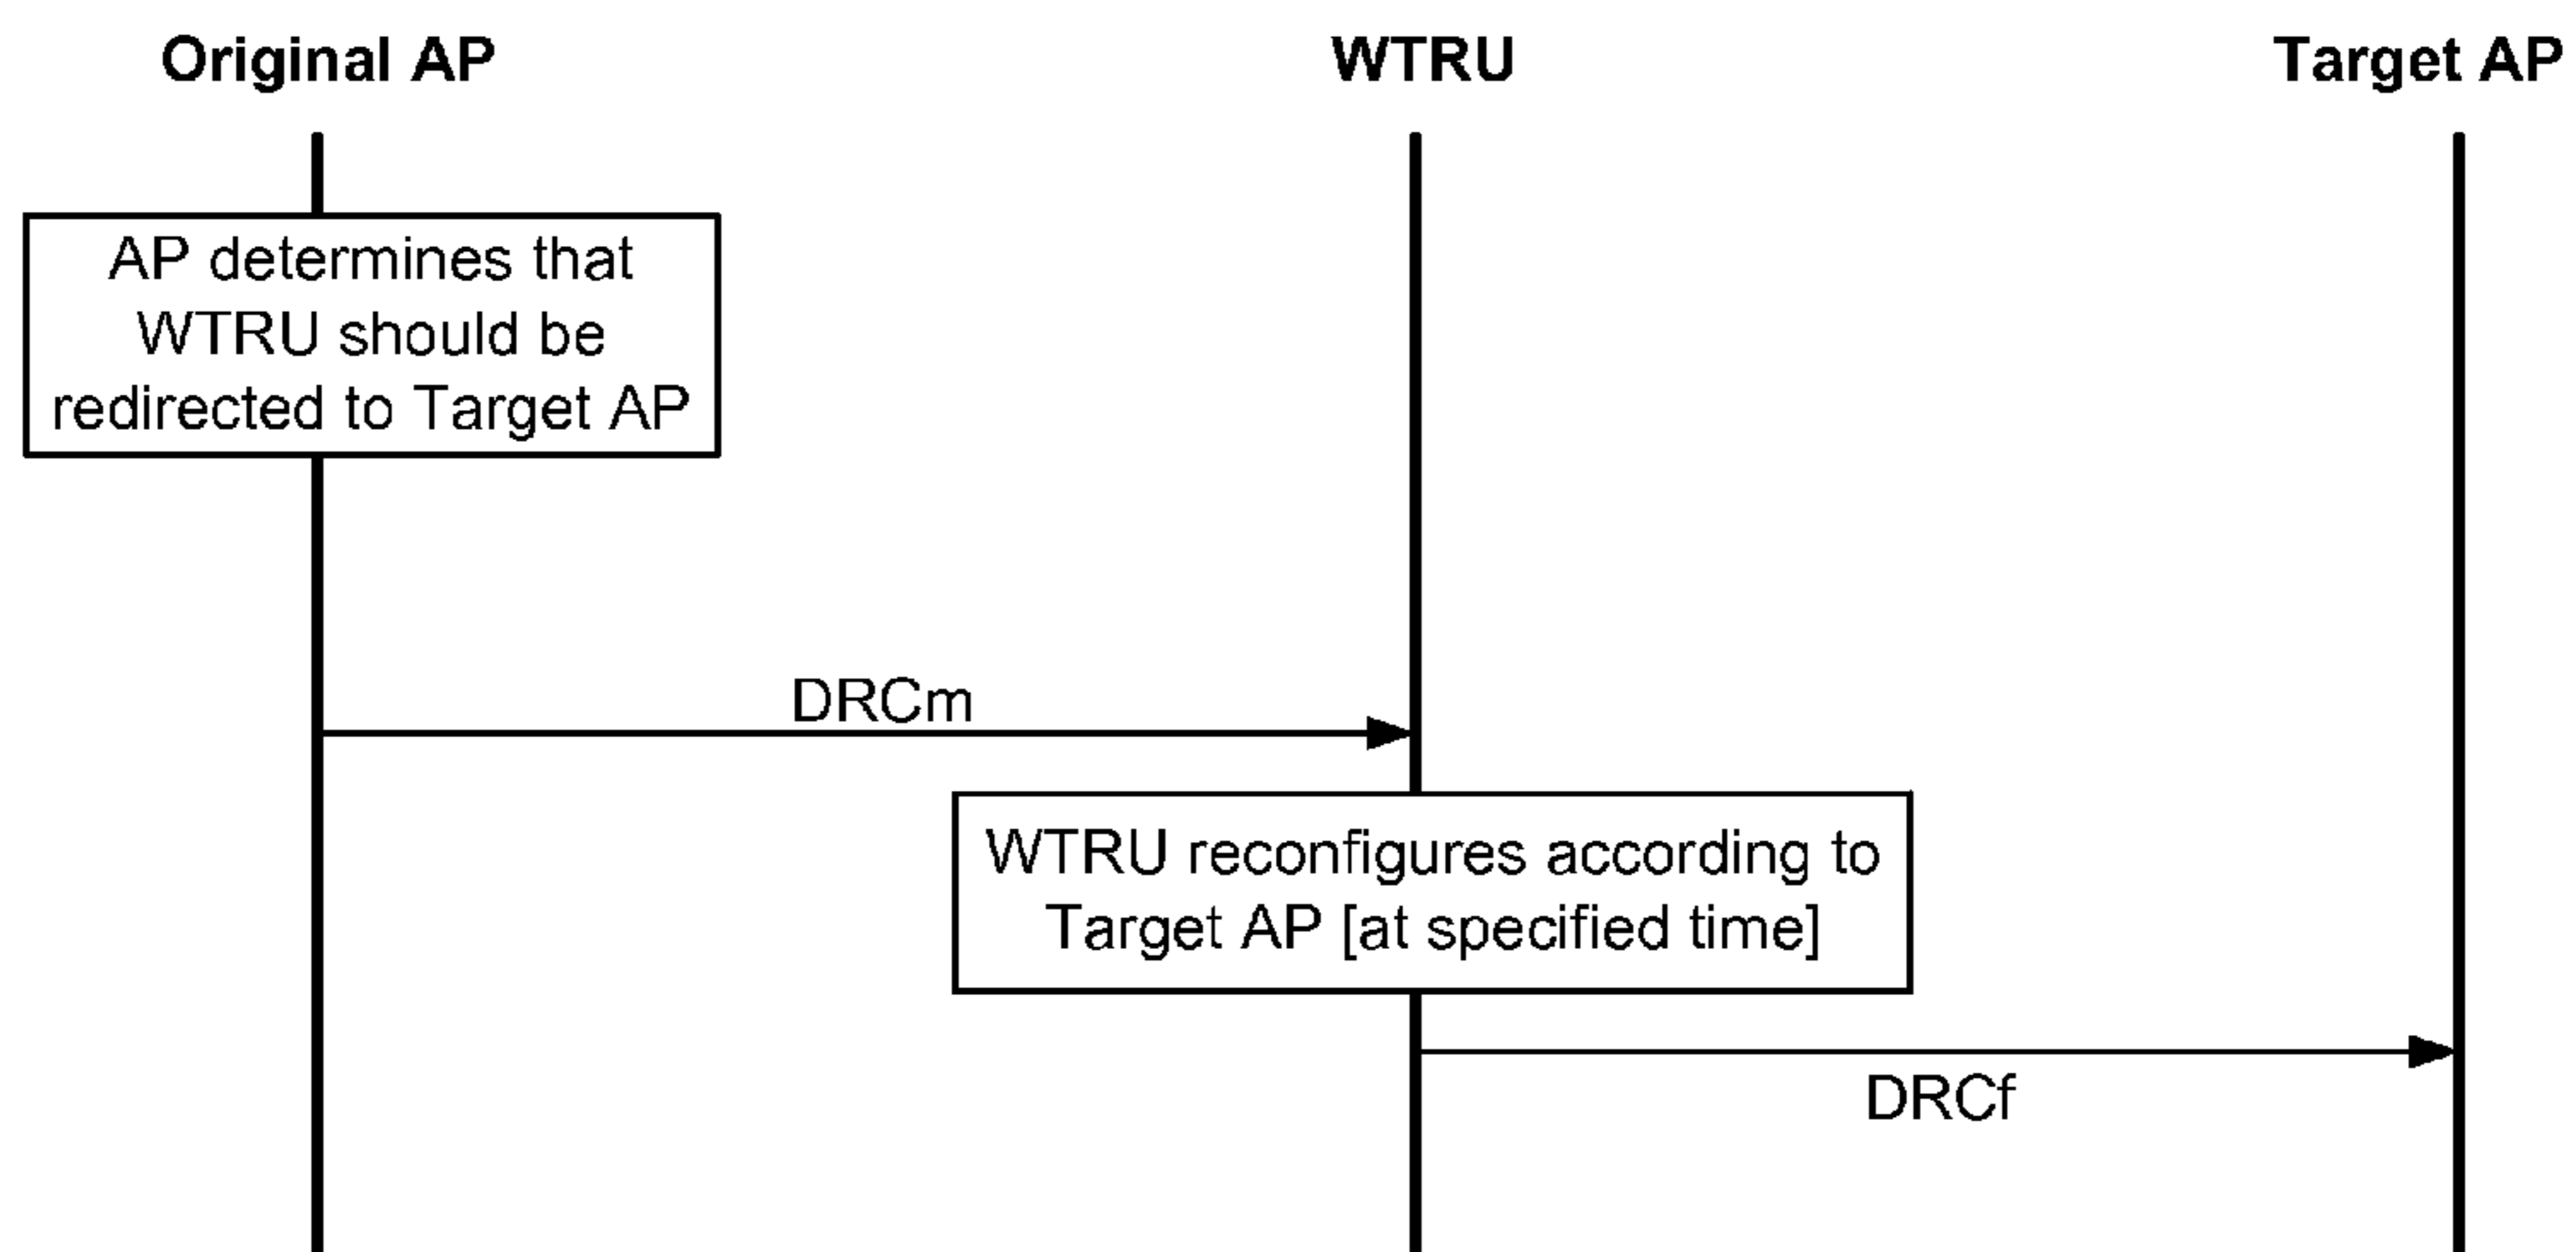 Original AP
WTRU
Target AP
AP determines that
WTRU should be
redirected to Target AP
DRCm
WTRU reconfigures according to
Target AP [at specified time]
DRCf